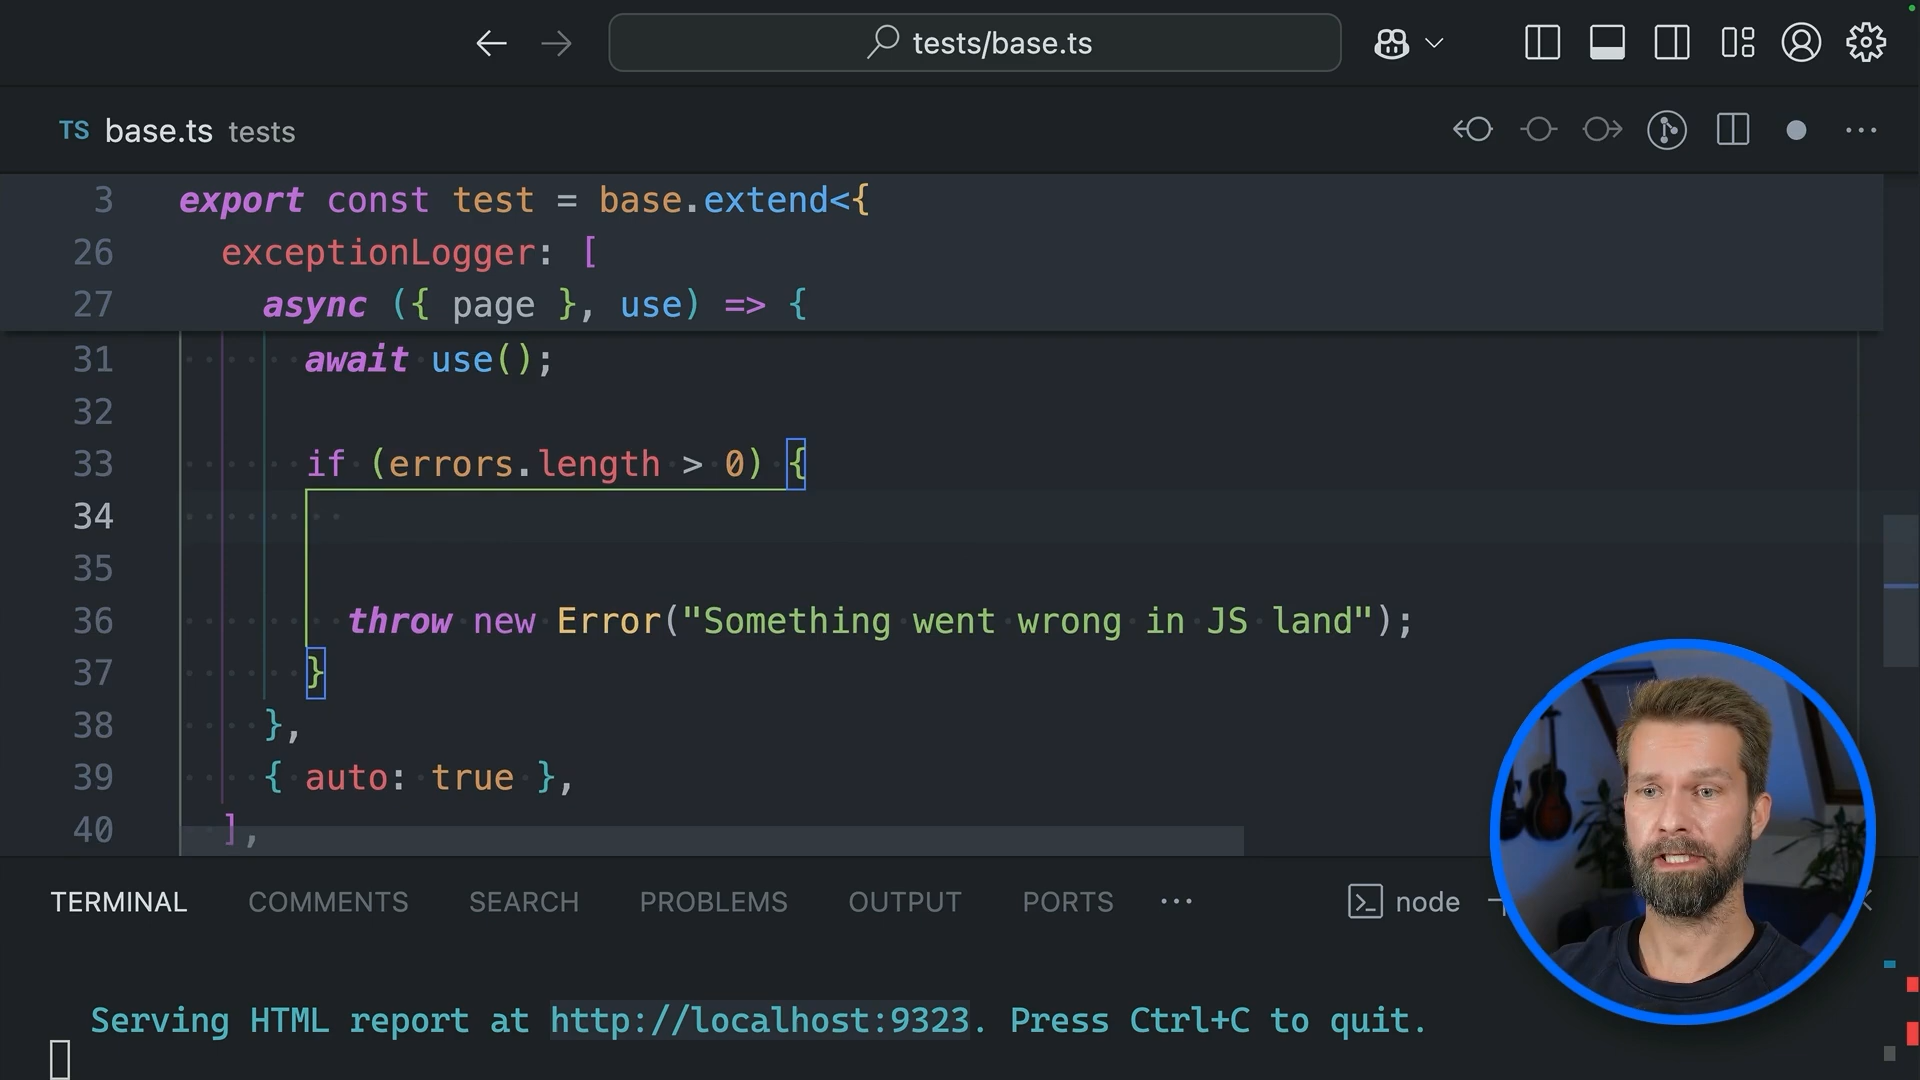 tests/base.ts
TS base.ts tests
3 export const test = base.extend<{
26 exceptionLogger: [
27 async ({ page }, use) => {
31 await use();
32
33 if (errors.length > 0) {
34
35
36 throw new Error("Something went wrong in JS land");
37 }
38 },
39 { auto: true },
40 ],
TERMINAL COMMENTS SEARCH PROBLEMS OUTPUT PORTS ··· node
Serving HTML report at http://localhost:9323. Press Ctrl+C to quit.